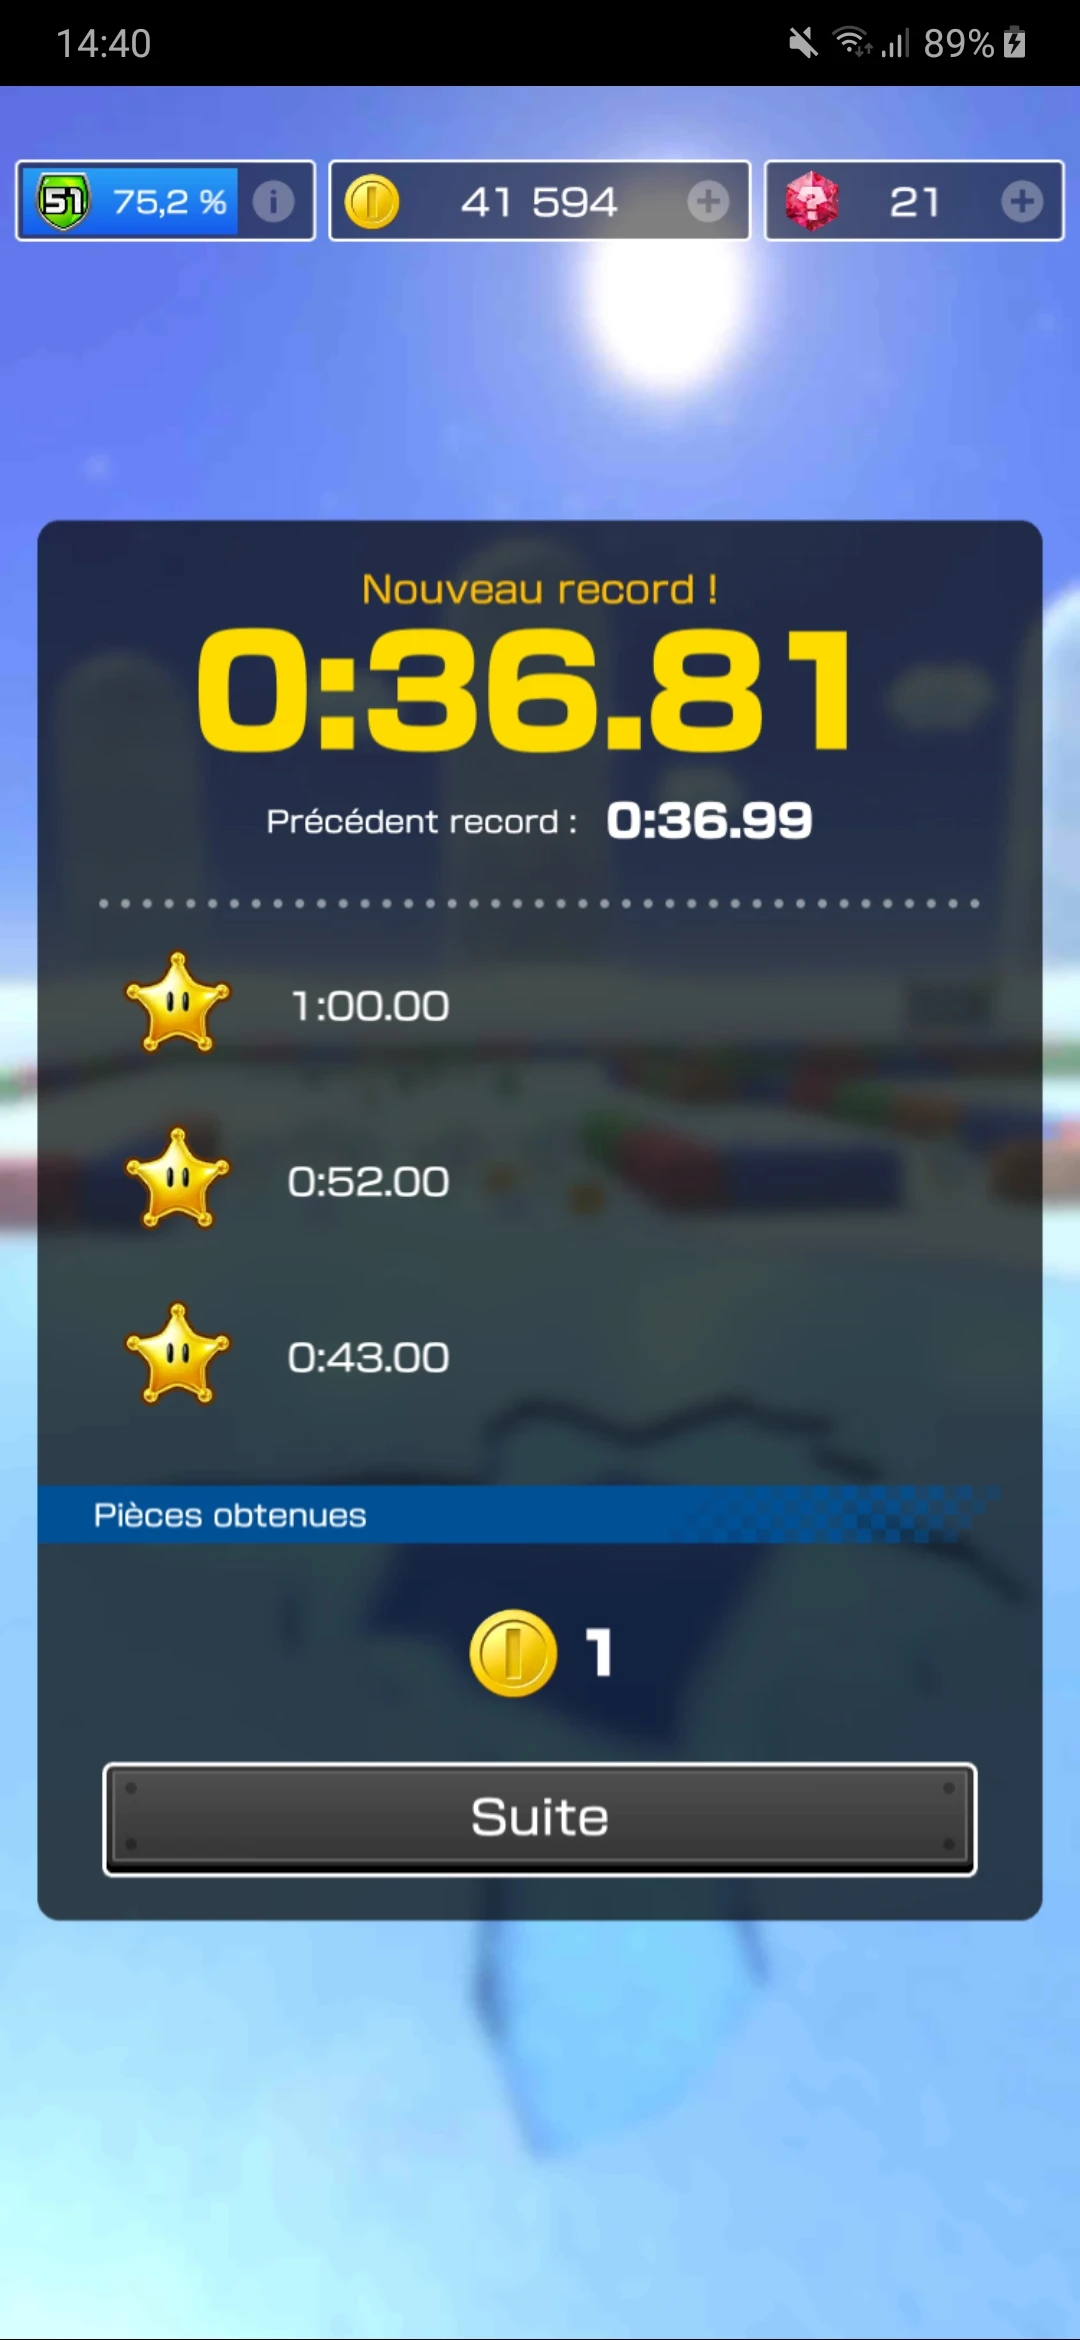 14:40 89%
51 75,2 % i 41 594 + 21 +
Nouveau record !
0:36.81
Précédent record : 0:36.99
1:00.00
0:52.00
0:43.00
Pièces obtenues
1
Suite